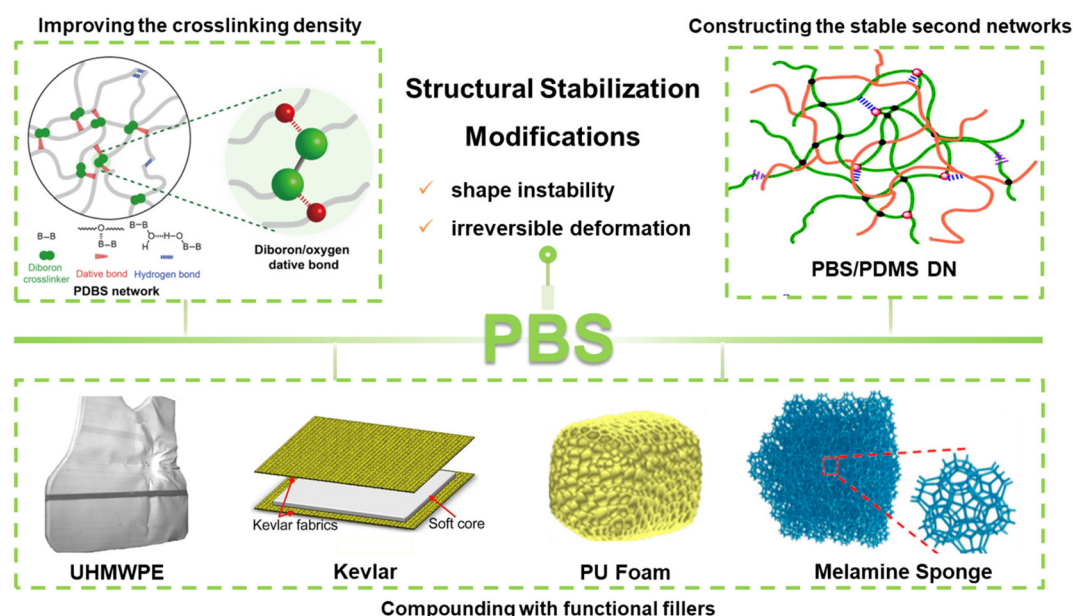 Improving the crosslinking density
Constructing the stable second networks
Structural Stabilization
Modifications
✓ shape instability
✓ irreversible deformation
Diboron/oxygen
dative bond
B–B
O
B–B
B–B
O
H
H–O
B–B
Diboron
crosslinker
Dative bond
Hydrogen bond
PDBS network
PBS/PDMS DN
PBS
Kevlar fabrics
Soft core
UHMWPE
Kevlar
PU Foam
Melamine Sponge
Compounding with functional fillers